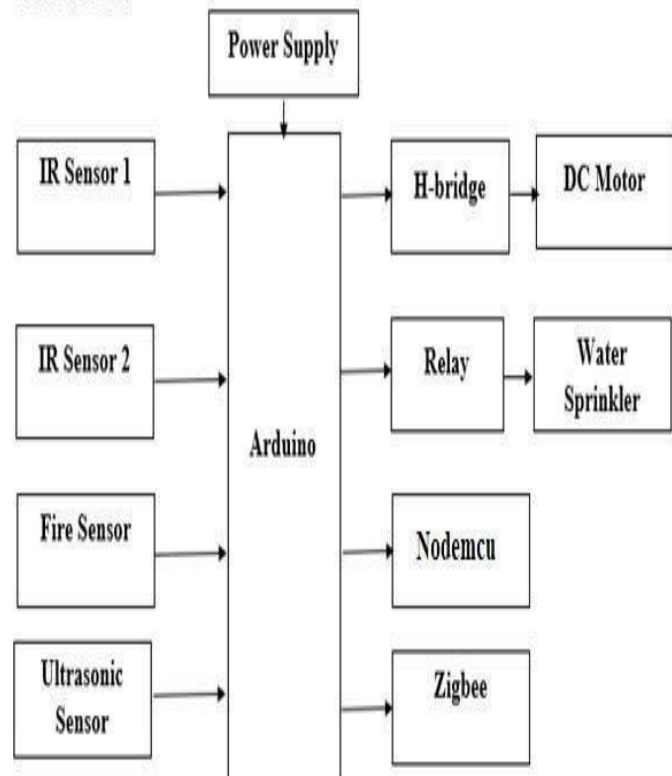 Power Supply
IR Sensor 1
H-bridge
DC Motor
IR Sensor 2
Relay
Water
Sprinkler
Arduino
Fire Sensor
Nodemcu
Ultrasonic
Sensor
Zigbee